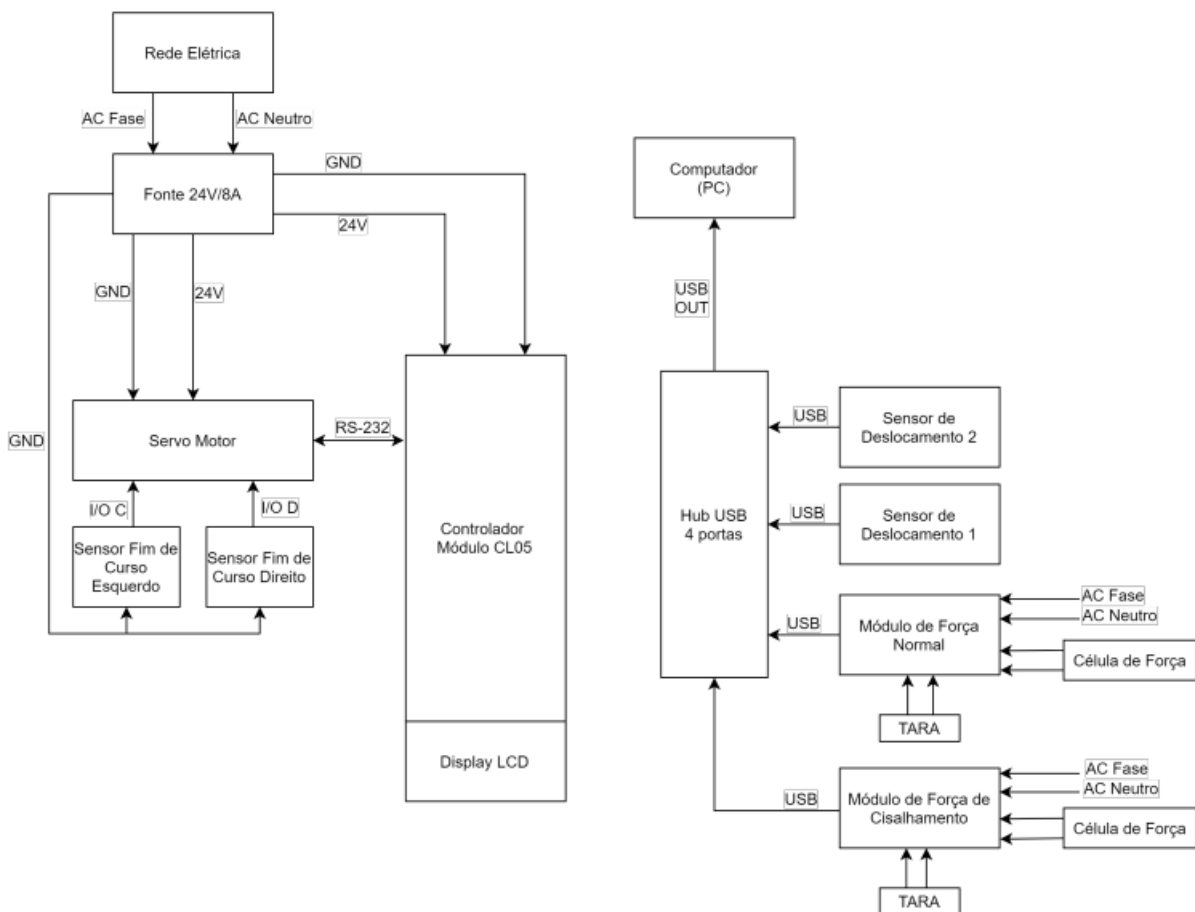 Rede Elétrica
AC Fase
AC Neutro
Fonte 24V/8A
GND
24V
GND
24V
GND
Servo Motor
RS-232
I/O C
I/O D
Sensor Fim de
Curso
Esquerdo
Sensor Fim de
Curso Direito
Controlador
Módulo CL05
Display LCD
Computador
(PC)
USB
OUT
Hub USB
4 portas
USB
Sensor de
Deslocamento 2
USB
Sensor de
Deslocamento 1
USB
Módulo de Força
Normal
AC Fase
AC Neutro
Célula de Força
TARA
USB
Módulo de Força de
Cisalhamento
AC Fase
AC Neutro
Célula de Força
TARA